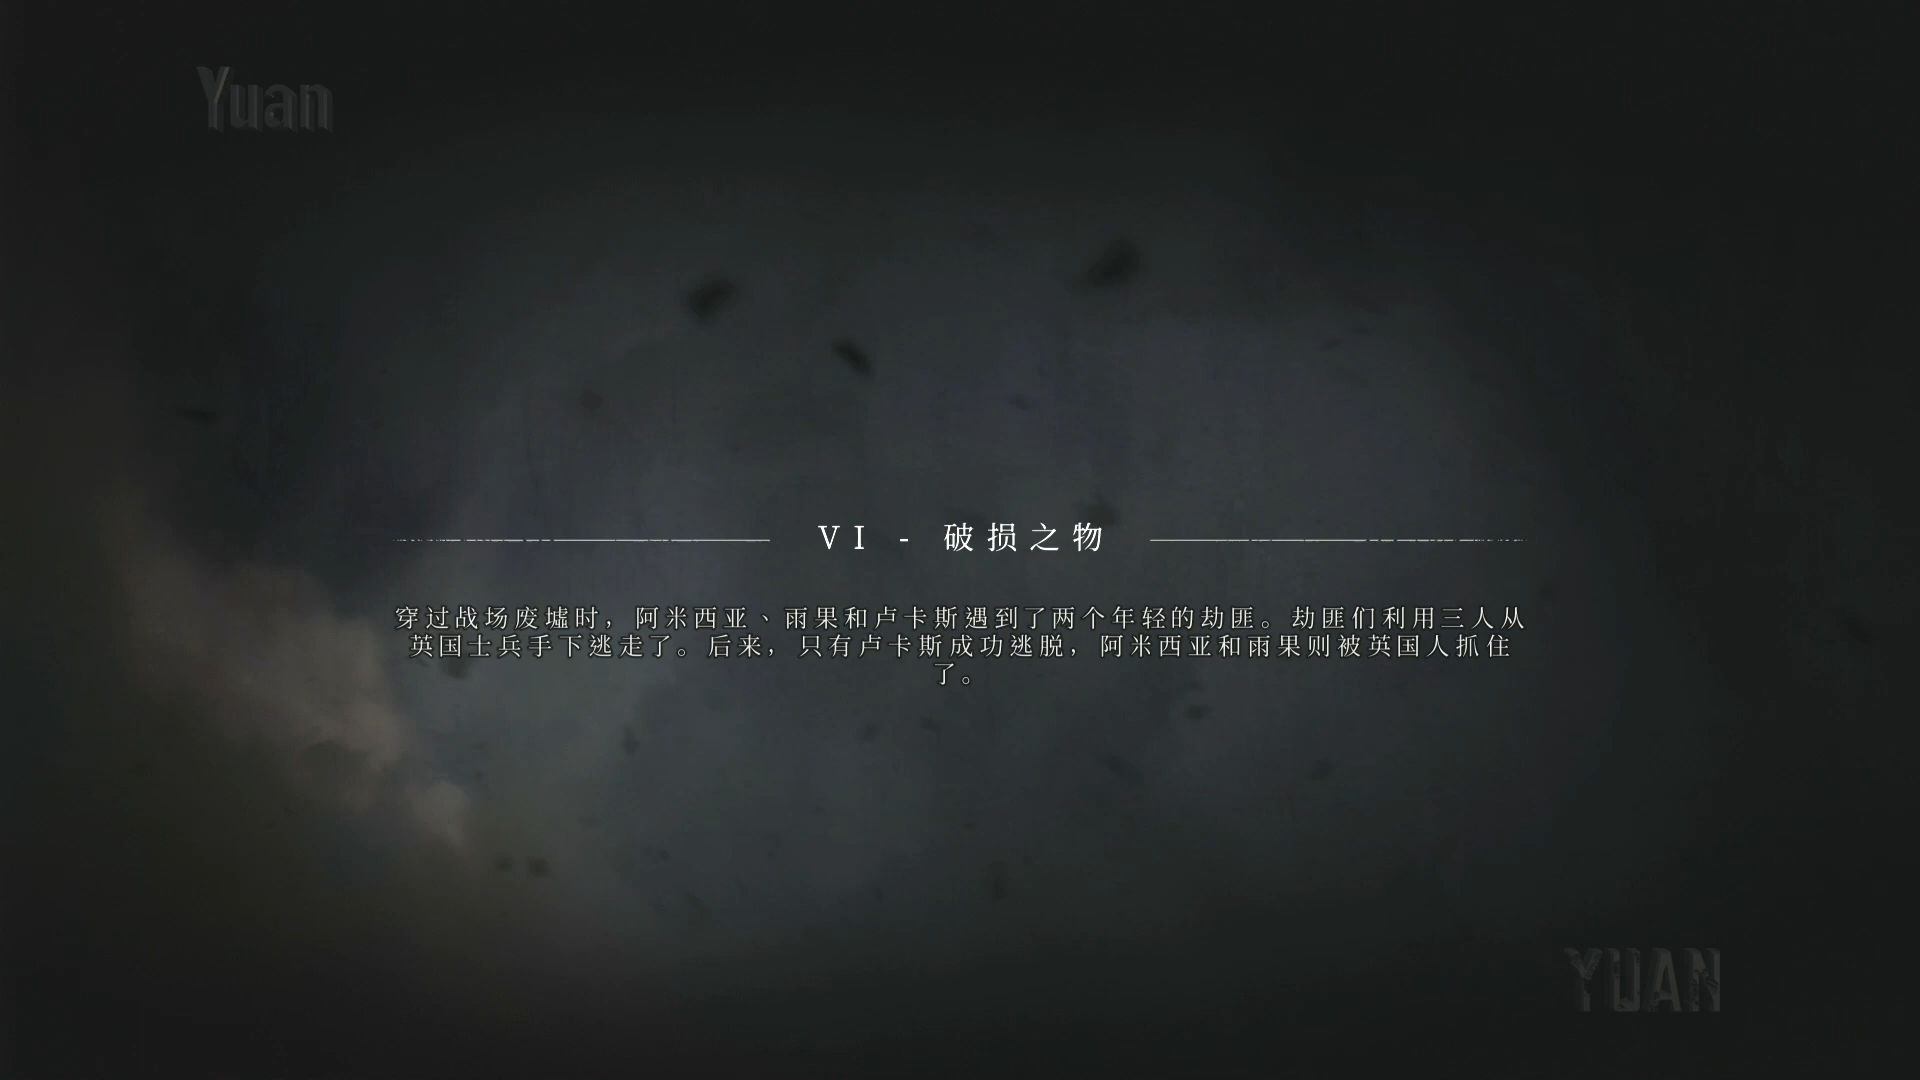 Yuan
VI - 破损之物
穿过战场废墟时，阿米西亚、雨果和卢卡斯遇到了两个年轻的劫匪。劫匪们利用三人从
英国士兵手下逃走了。后来，只有卢卡斯成功逃脱，阿米西亚和雨果则被英国人抓住
了。
YUAN